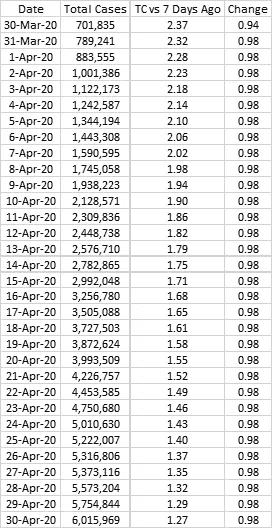 Date Total Cases TC vs 7 Days Ago Change
30-Mar-20 701,835 2.37 0.94
31-Mar-20 789,241 2.32 0.98
1-Apr-20 883,555 2.28 0.98
2-Apr-20 1,001,386 2.23 0.98
3-Apr-20 1,122,173 2.18 0.98
4-Apr-20 1,242,587 2.14 0.98
5-Apr-20 1,344,194 2.10 0.98
6-Apr-20 1,443,308 2.06 0.98
7-Apr-20 1,590,595 2.02 0.98
8-Apr-20 1,745,058 1.98 0.98
9-Apr-20 1,938,223 1.94 0.98
10-Apr-20 2,128,571 1.90 0.98
11-Apr-20 2,309,836 1.86 0.98
12-Apr-20 2,448,738 1.82 0.98
13-Apr-20 2,576,710 1.79 0.98
14-Apr-20 2,782,865 1.75 0.98
15-Apr-20 2,992,048 1.71 0.98
16-Apr-20 3,256,780 1.68 0.98
17-Apr-20 3,505,088 1.65 0.98
18-Apr-20 3,727,503 1.61 0.98
19-Apr-20 3,872,624 1.58 0.98
20-Apr-20 3,993,509 1.55 0.98
21-Apr-20 4,226,757 1.52 0.98
22-Apr-20 4,453,585 1.49 0.98
23-Apr-20 4,750,680 1.46 0.98
24-Apr-20 5,010,630 1.43 0.98
25-Apr-20 5,222,007 1.40 0.98
26-Apr-20 5,316,806 1.37 0.98
27-Apr-20 5,373,116 1.35 0.98
28-Apr-20 5,573,204 1.32 0.98
29-Apr-20 5,754,844 1.29 0.98
30-Apr-20 6,015,969 1.27 0.98